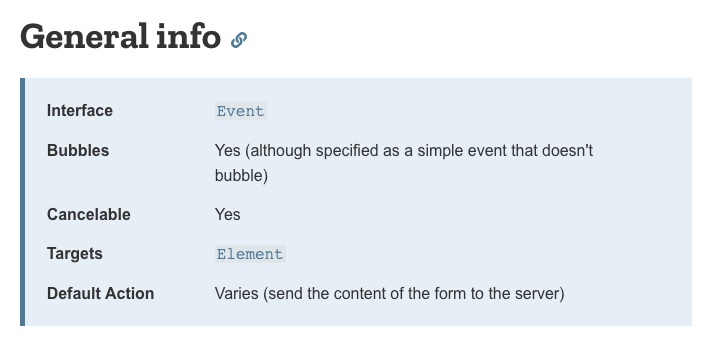 General info
Interface Event
Bubbles Yes (although specified as a simple event that doesn't
bubble)
Cancelable Yes
Targets Element
Default Action Varies (send the content of the form to the server)